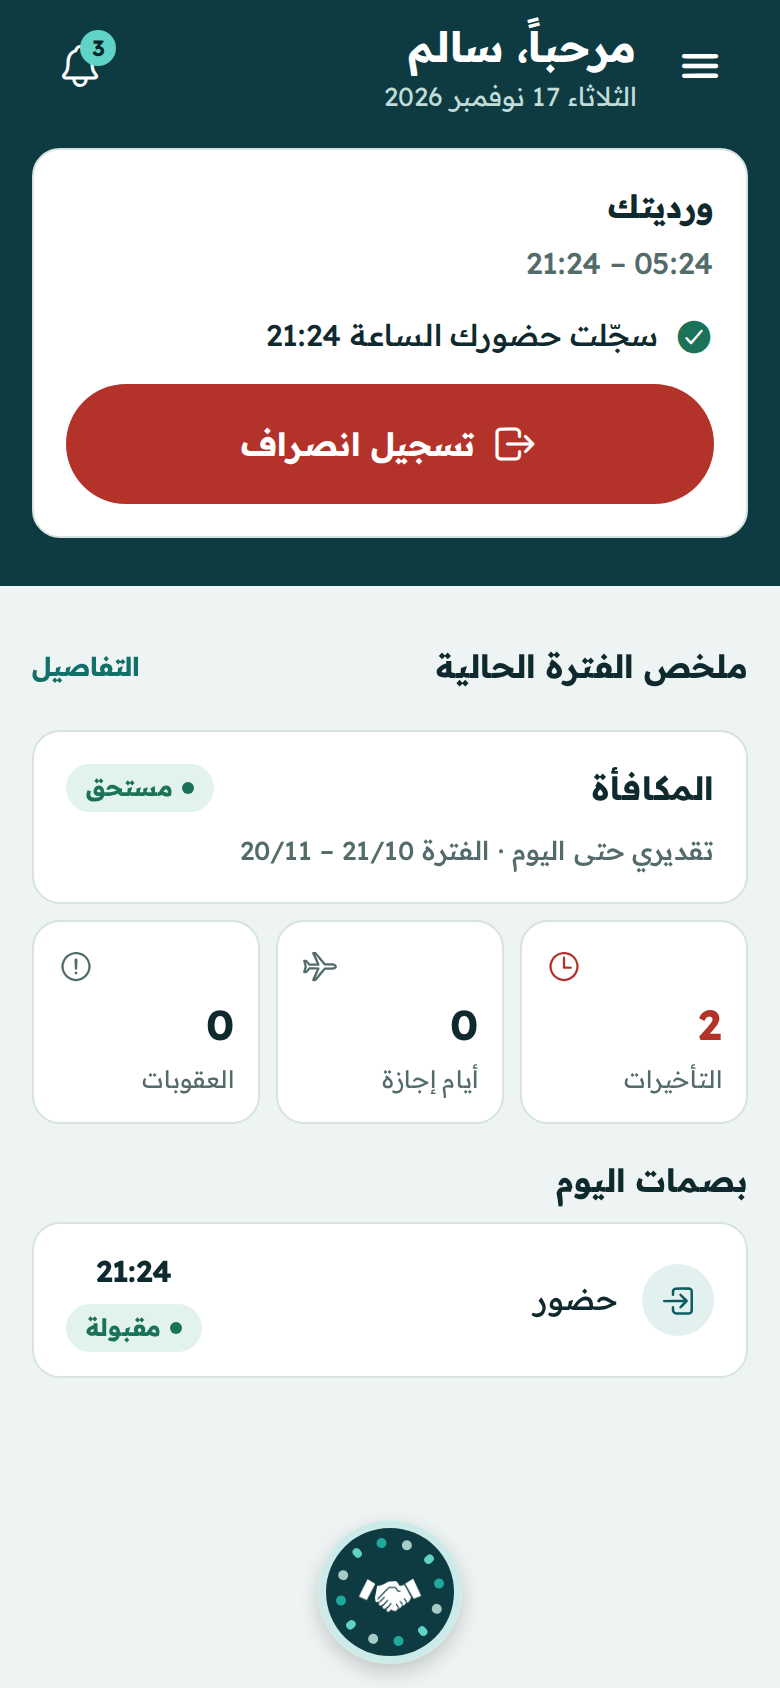 مرحباً، سالم
3
الثلاثاء 17 نوفمبر 2026
ورديتك
21:24 – 05:24
سجّلت حضورك الساعة 21:24
تسجيل انصراف
ملخص الفترة الحالية
التفاصيل
المكافأة
مستحق
تقديري حتى اليوم · الفترة 21/10 – 20/11
2
التأخيرات
0
أيام إجازة
0
العقوبات
بصمات اليوم
حضور
21:24
مقبولة